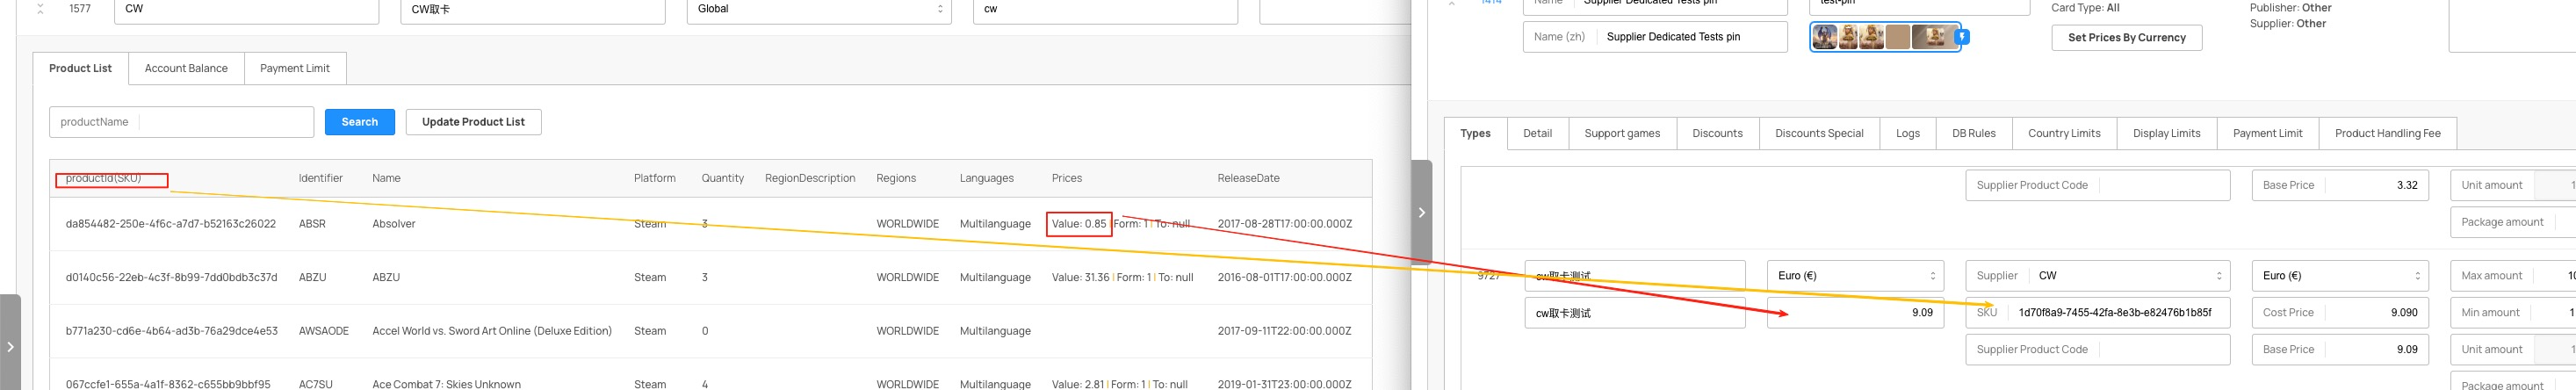 1577 CW CW取卡 Global cw
Product List Account Balance Payment Limit
productName Search Update Product List
productId(SKU) Identifier Name Platform Quantity RegionDescription Regions Languages Prices ReleaseDate
da854482-250e-4f6c-a7d7-b52163c26022 ABSR Absolver Steam 3 WORLDWIDE Multilanguage Value: 0.85 | Form: 1 | To: null 2017-08-28T17:00:00.000Z
d0140c56-22eb-4c3f-8b99-7dd0bdb3c37d ABZU ABZU Steam 3 WORLDWIDE Multilanguage Value: 31.36 | Form: 1 | To: null 2016-08-01T17:00:00.000Z
b771a230-cd6e-4b64-ad3b-76a29dce4e53 AWSAODE Accel World vs. Sword Art Online (Deluxe Edition) Steam 0 WORLDWIDE Multilanguage 2017-09-11T22:00:00.000Z
067ccfe1-655a-4a1f-8362-c655bb9bbf95 AC7SU Ace Combat 7: Skies Unknown Steam 4 WORLDWIDE Multilanguage Value: 2.81 | Form: 1 | To: null 2019-01-31T23:00:00.000Z
1414 Name Supplier Dedicated Tests pin test-pin Card Type: All Publisher: Other
Supplier: Other
Name (zh) Supplier Dedicated Tests pin Set Prices By Currency
Types Detail Support games Discounts Discounts Special Logs DB Rules Country Limits Display Limits Payment Limit Product Handling Fee
Supplier Product Code Base Price 3.32 Unit amount
Package amount
9727 cw取卡测试 Euro (€) Supplier CW Euro (€) Max amount
cw取卡测试 9.09 SKU 1d70f8a9-7455-42fa-8e3b-e82476b1b85f Cost Price 9.090 Min amount
Supplier Product Code Base Price 9.09 Unit amount
Package amount